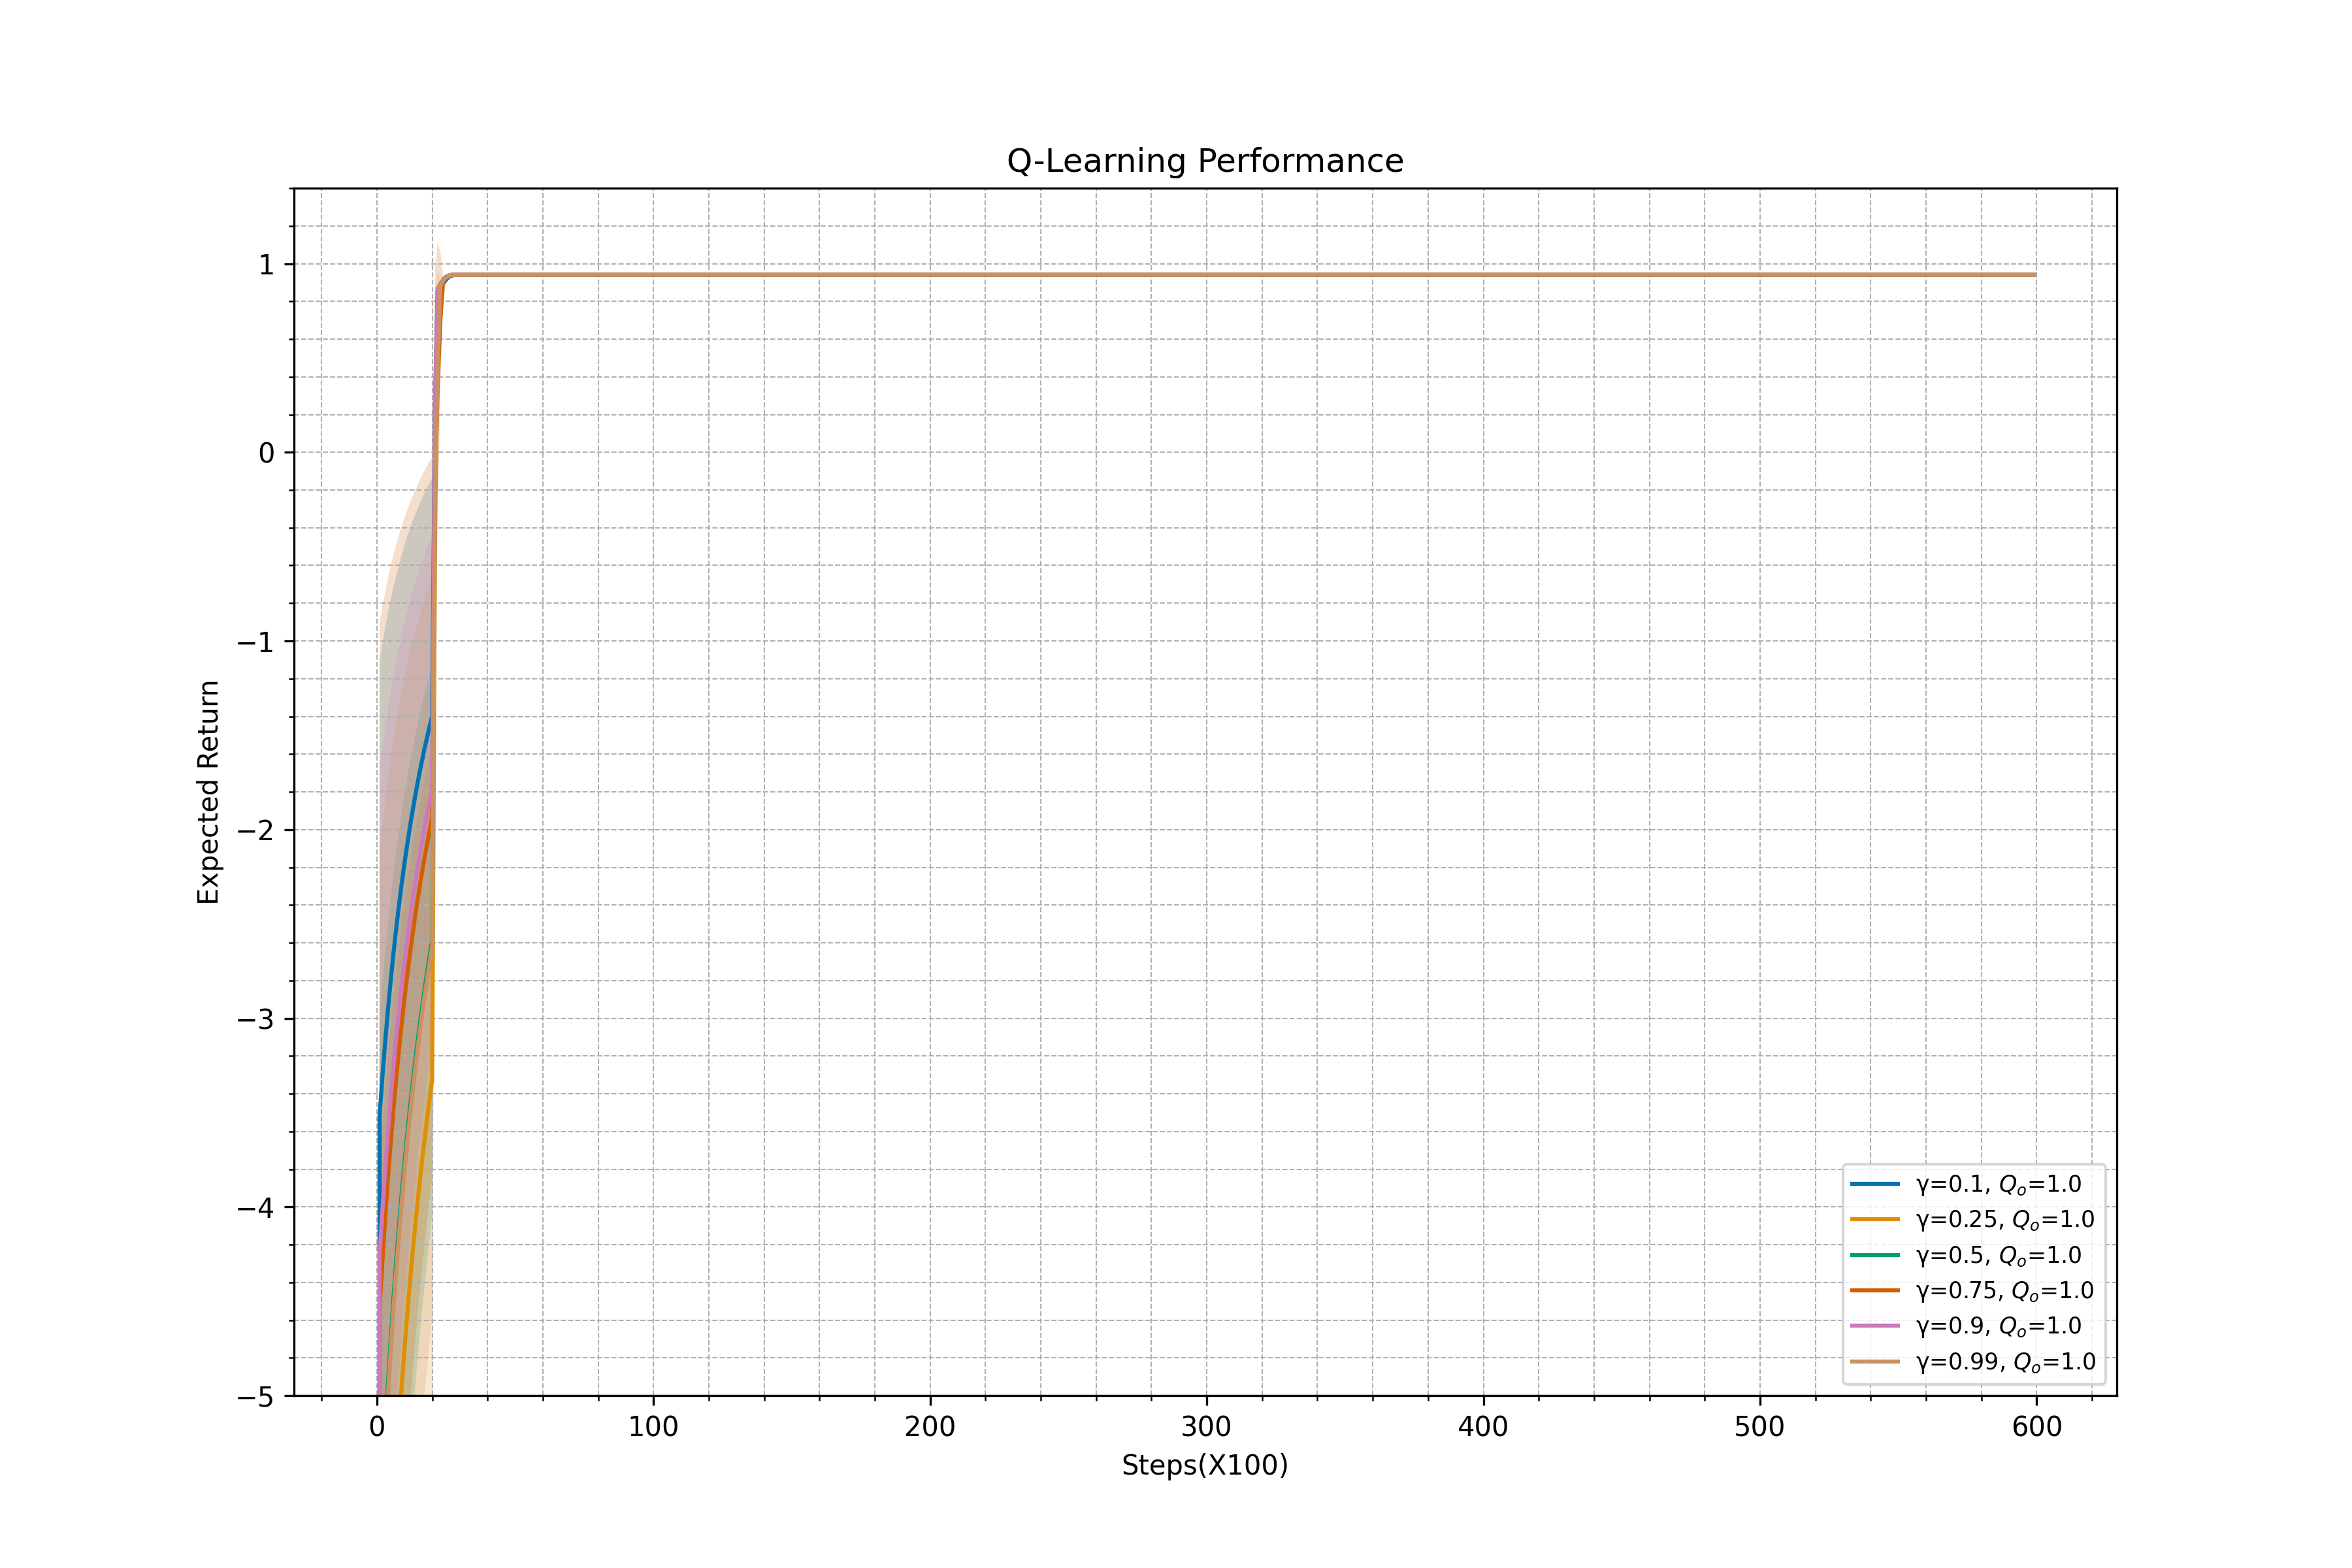 Q-Learning Performance
Expected Return
1
0
−1
−2
−3
−4
−5
0 100 200 300 400 500 600
Steps(X100)
γ=0.1, Qₒ=1.0
γ=0.25, Qₒ=1.0
γ=0.5, Qₒ=1.0
γ=0.75, Qₒ=1.0
γ=0.9, Qₒ=1.0
γ=0.99, Qₒ=1.0